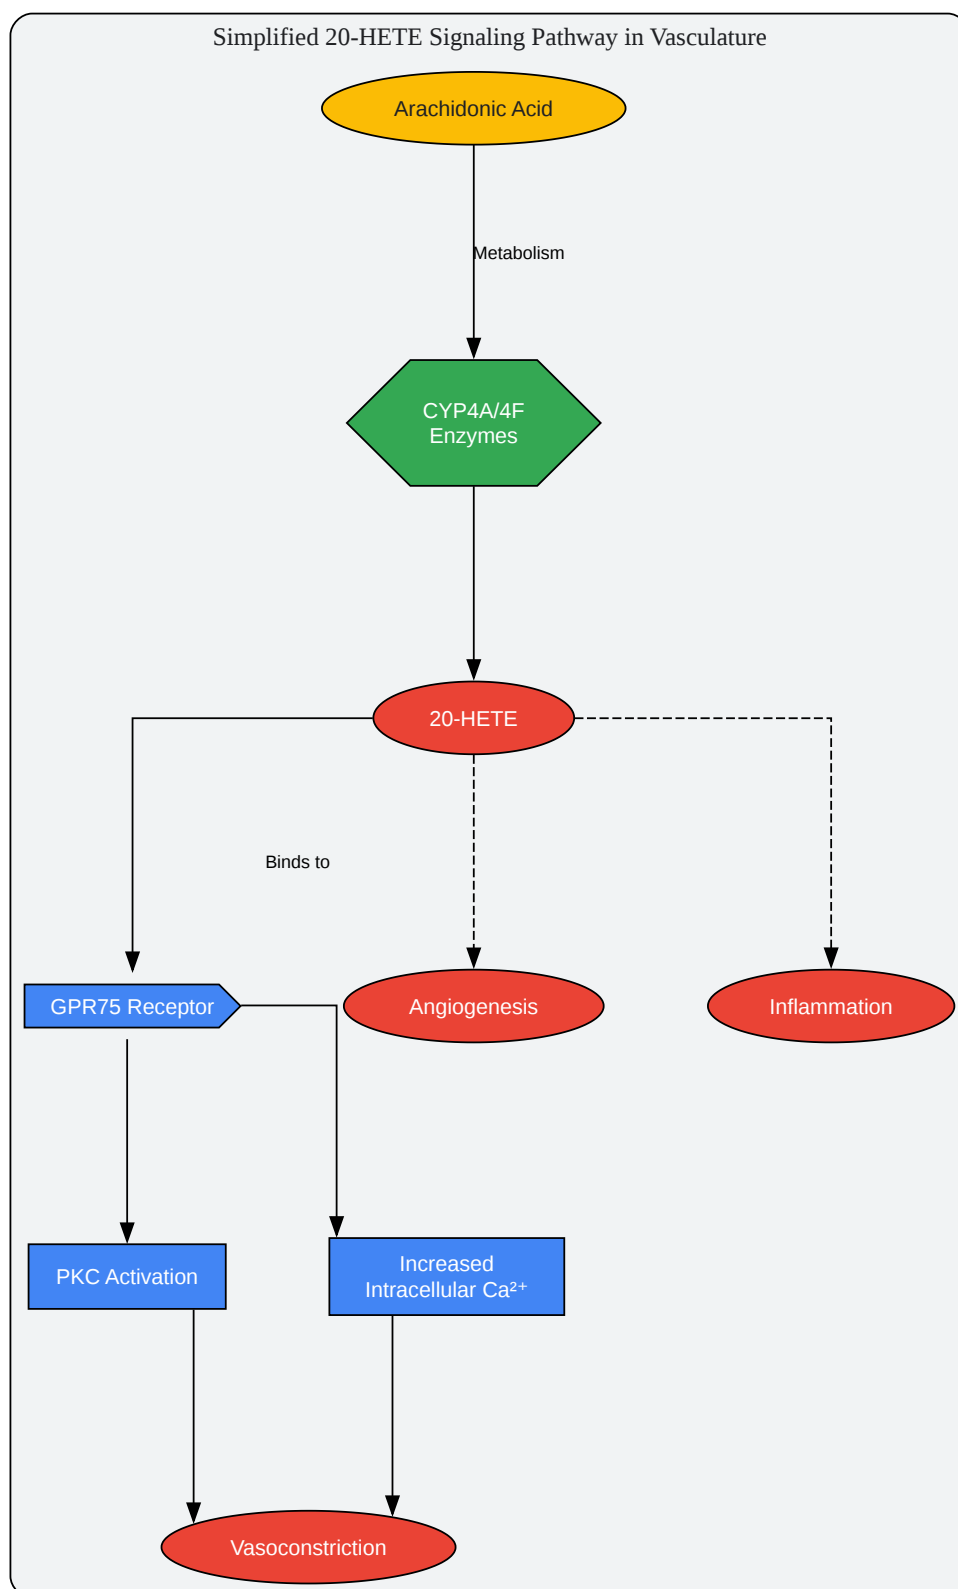 Simplified 20-HETE Signaling Pathway in Vasculature
Arachidonic Acid
Metabolism
CYP4A/4F
Enzymes
20-HETE
Binds to
GPR75 Receptor
Angiogenesis
Inflammation
PKC Activation
Increased
Intracellular Ca²⁺
Vasoconstriction